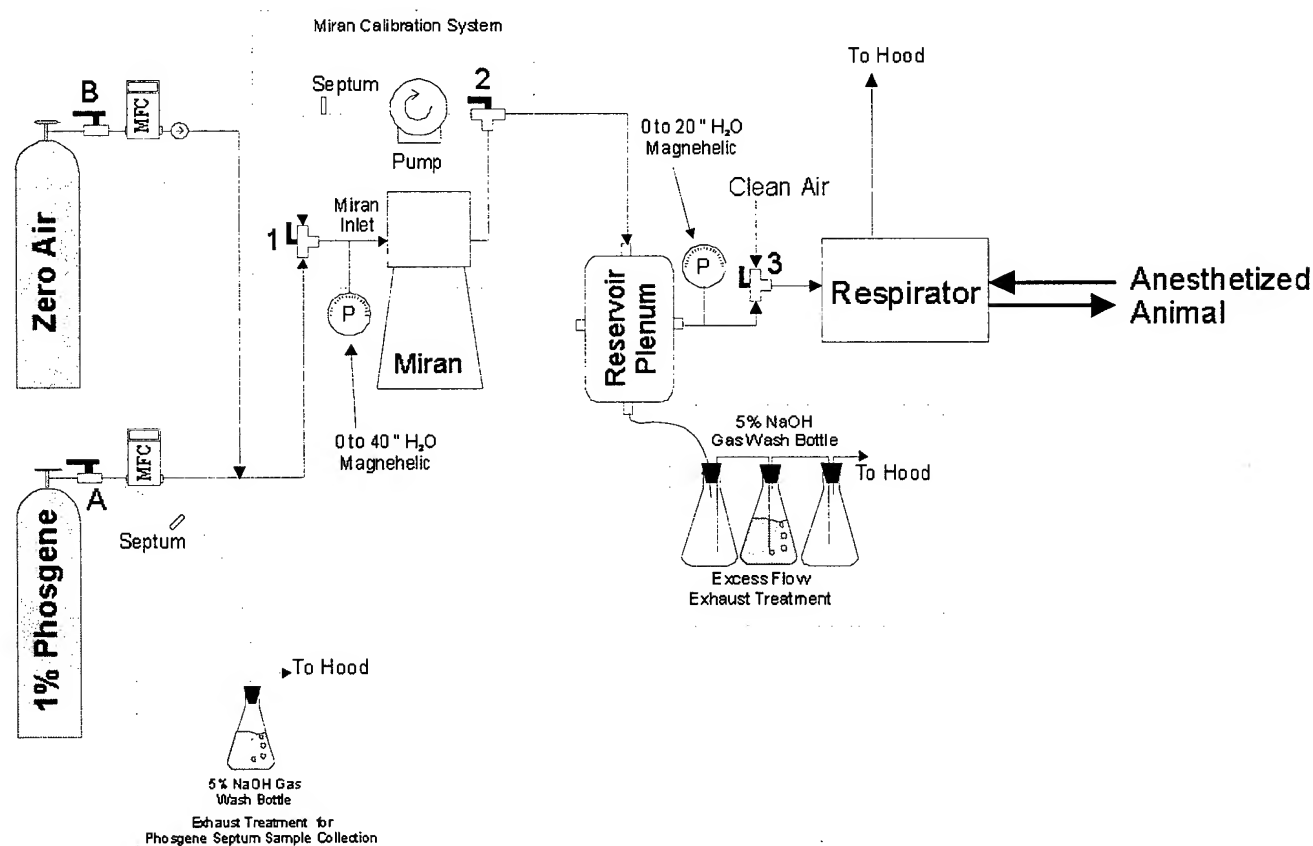 Miran Calibration System
To Hood
Septum
2
B
MFC
0 to 20" H₂O
Magnehelic
Pump
Clean Air
Zero Air
Miran
Inlet
1
P
3
P
Respirator
Anesthetized
Animal
Reservoir
Plenum
Miran
0 to 40" H₂O
Magnehelic
5% NaOH
Gas Wash Bottle
To Hood
MFC
A
Septum
1% Phosgene
Excess Flow
Exhaust Treatment
To Hood
5% NaOH Gas
Wash Bottle
Exhaust Treatment for
Phosgene Septum Sample Collection